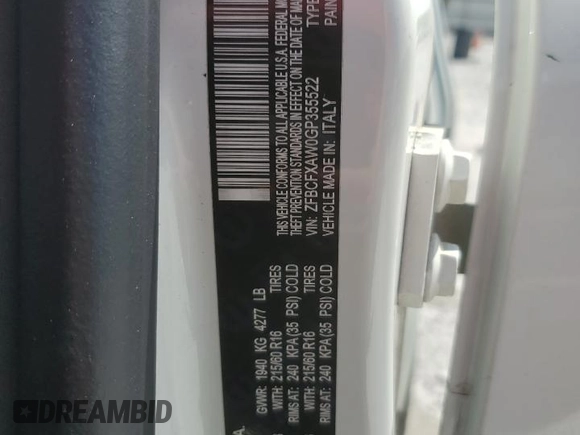 GVWR: 1940 KG 4277 LB
WITH: 215/60 R16 TIRES
RIMS AT: 240 KPA(35 PSI) COLD
WITH: 215/60 R16 TIRES
RIMS AT: 240 KPA(35 PSI) COLD
THIS VEHICLE CONFORMS TO ALL APPLICABLE U.S.A. FEDERAL
THEFT PREVENTION STANDARDS IN EFFECT ON THE DATE OF
VIN: ZFBCFXAW0GP355522 TYPE
VEHICLE MADE IN: ITALY PAIN
DREAMBID